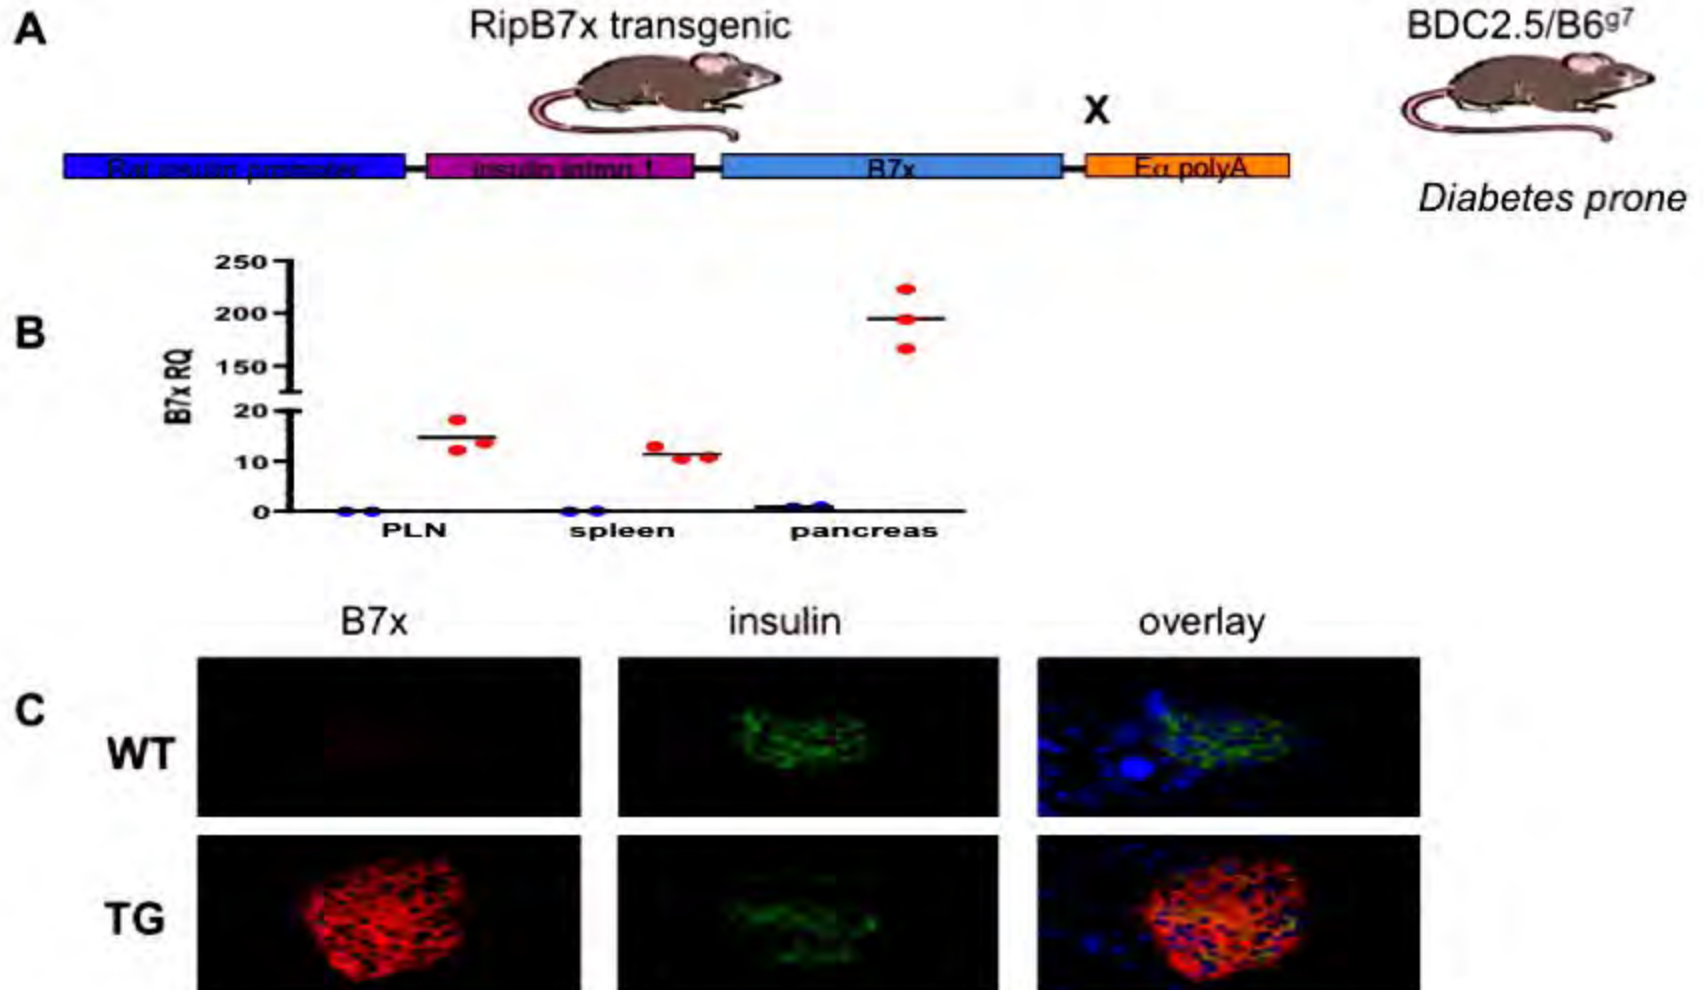 A
RipB7x transgenic
BDC2.5/B6g7
X
Rat insulin promoter
insulin intron 1
B7x
Eα polyA
Diabetes prone
B
B7x RQ
250
200
150
20
10
0
PLN
spleen
pancreas
B7x
insulin
overlay
C
WT
TG